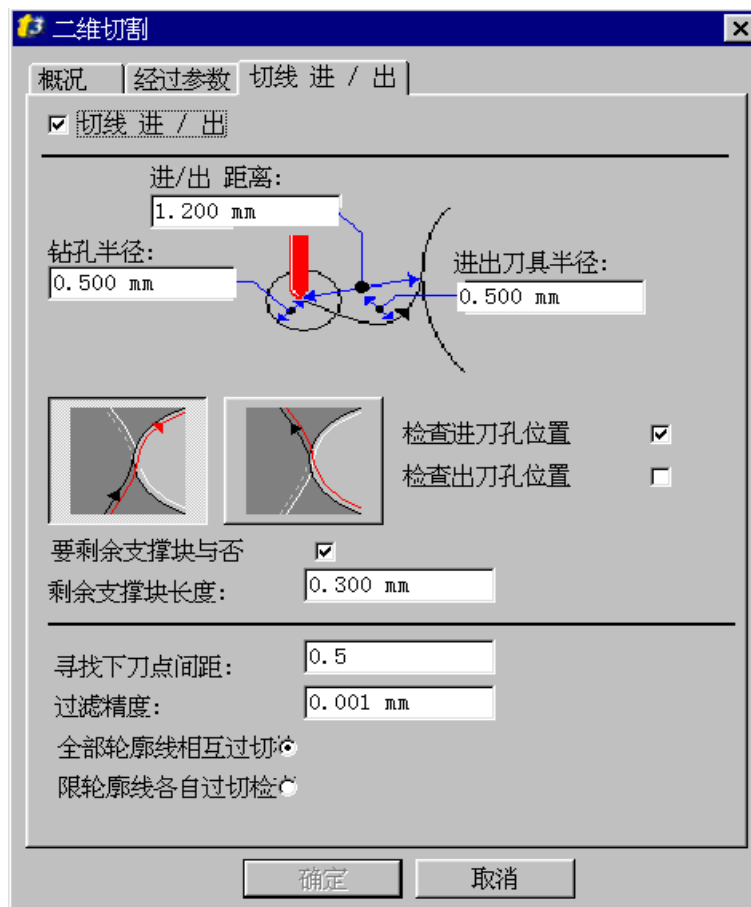 二维切割
概况 经过参数 切线 进 / 出
切线 进 / 出
进/出 距离:
1.200 mm
钻孔半径:
0.500 mm
进出刀具半径:
0.500 mm
检查进刀孔位置
检查出刀孔位置
要剩余支撑块与否
剩余支撑块长度:
0.300 mm
寻找下刀点间距:
0.5
过滤精度:
0.001 mm
全部轮廓线相互过切
限轮廓线各自过切检
确定 取消